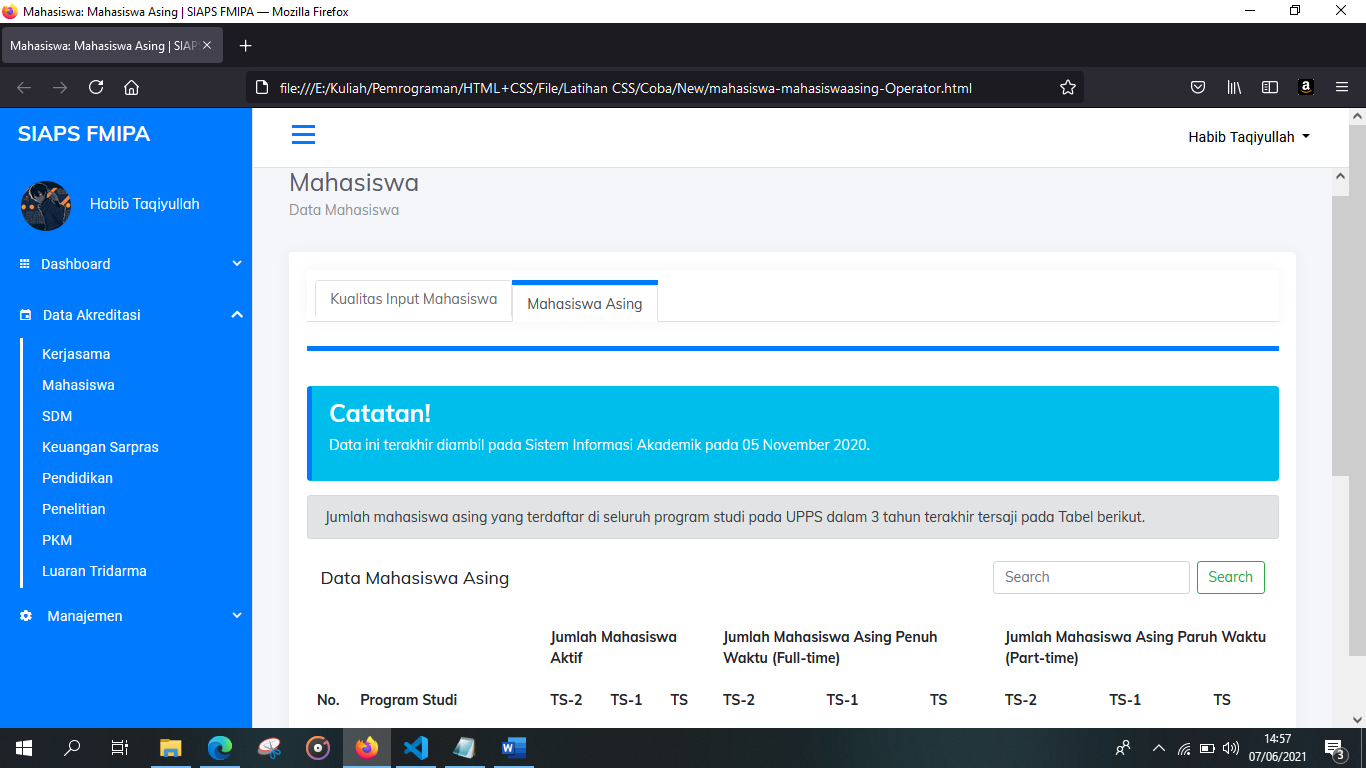 Mahasiswa: Mahasiswa Asing | SIAPS FMIPA — Mozilla Firefox
Mahasiswa: Mahasiswa Asing | SIAPS
file:///E:/Kuliah/Pemrograman/HTML+CSS/File/Latihan CSS/Coba/New/mahasiswa-mahasiswaasing-Operator.html
SIAPS FMIPA
Habib Taqiyullah
Habib Taqiyullah
Dashboard
Data Akreditasi
Kerjasama
Mahasiswa
SDM
Keuangan Sarpras
Pendidikan
Penelitian
PKM
Luaran Tridarma
Manajemen
Mahasiswa
Data Mahasiswa
Kualitas Input Mahasiswa
Mahasiswa Asing
Catatan!
Data ini terakhir diambil pada Sistem Informasi Akademik pada 05 November 2020.
Jumlah mahasiswa asing yang terdaftar di seluruh program studi pada UPPS dalam 3 tahun terakhir tersaji pada Tabel berikut.
Data Mahasiswa Asing
Search
Search
Jumlah Mahasiswa
Aktif
Jumlah Mahasiswa Asing Penuh
Waktu (Full-time)
Jumlah Mahasiswa Asing Paruh Waktu
(Part-time)
No. Program Studi TS-2 TS-1 TS TS-2 TS-1 TS TS-2 TS-1 TS
14:57
07/06/2021
3